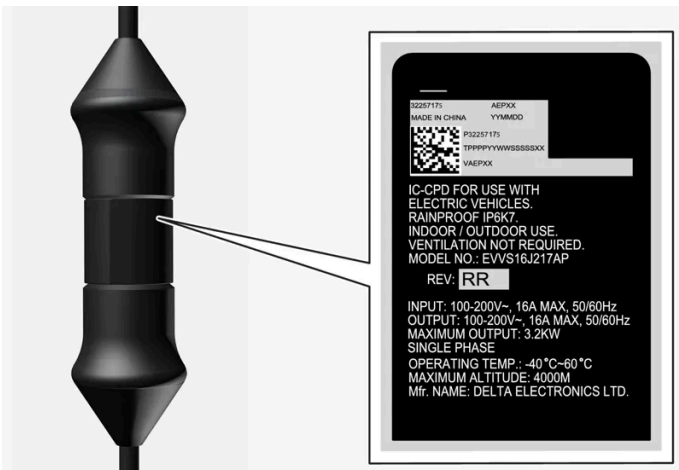 32257175 AEPXX
MADE IN CHINA YYMMDD
P32257175
TPPPPYYWWSSSSSXX
VAEPXX
IC-CPD FOR USE WITH
ELECTRIC VEHICLES.
RAINPROOF IP6K7.
INDOOR / OUTDOOR USE.
VENTILATION NOT REQUIRED.
MODEL NO.: EVVS16J217AP
REV: RR
INPUT: 100-200V~, 16A MAX, 50/60Hz
OUTPUT: 100-200V~, 16A MAX, 50/60Hz
MAXIMUM OUTPUT: 3.2KW
SINGLE PHASE
OPERATING TEMP.: -40°C~60°C
MAXIMUM ALTITUDE: 4000M
Mfr. NAME: DELTA ELECTRONICS LTD.